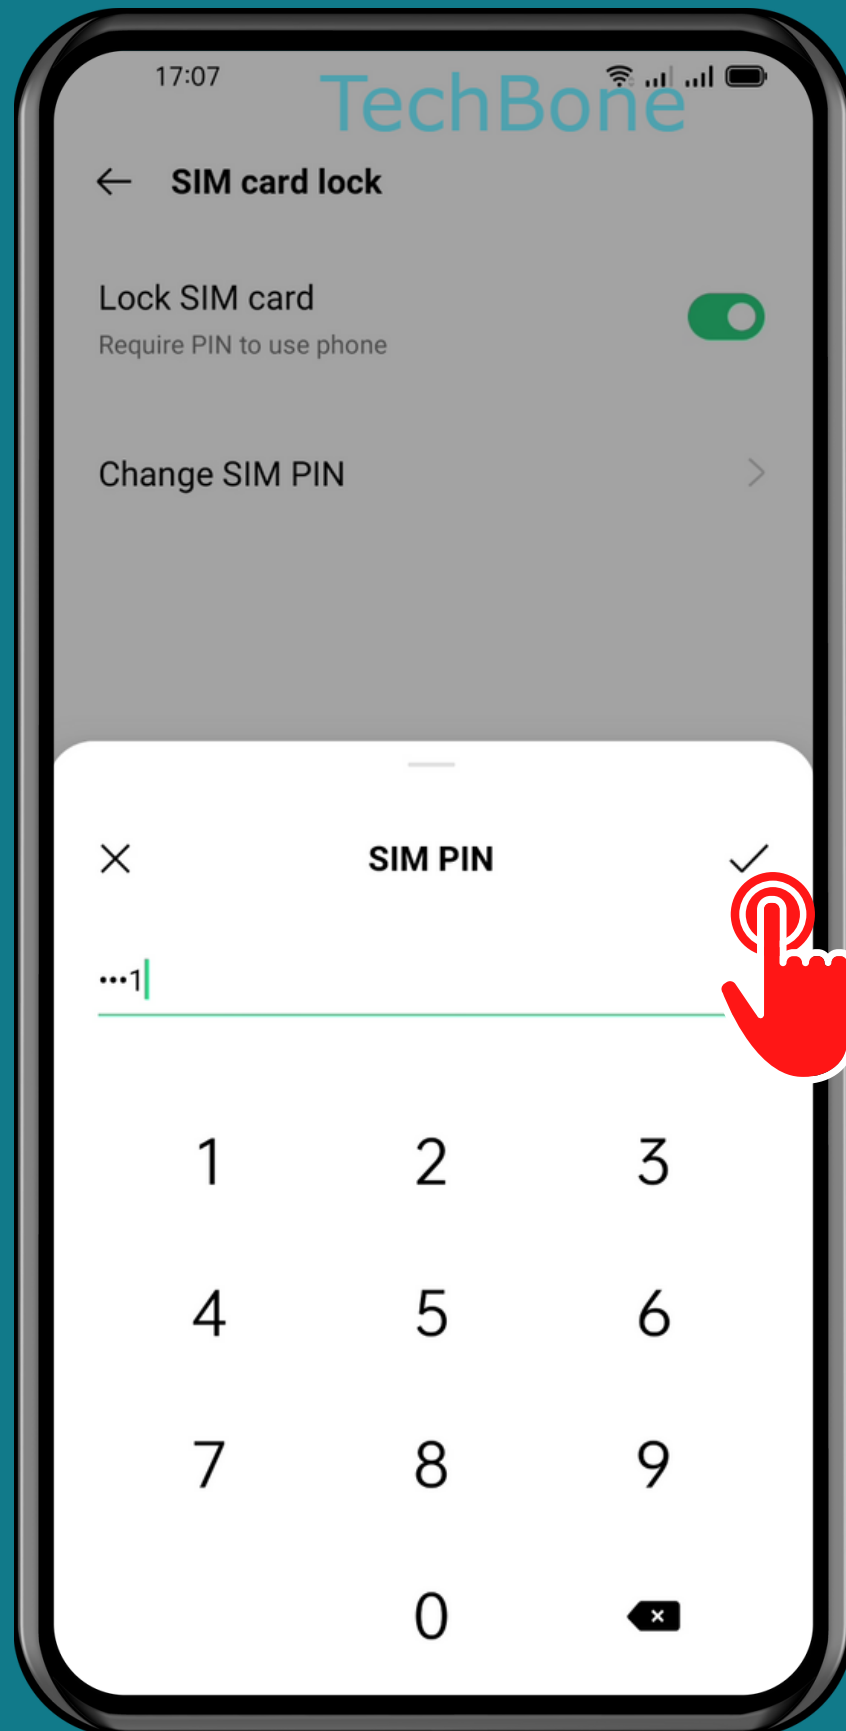 17:07
TechBone
SIM card lock
Lock SIM card
Require PIN to use phone
Change SIM PIN
SIM PIN
•••1
1 2 3
4 5 6
7 8 9
0